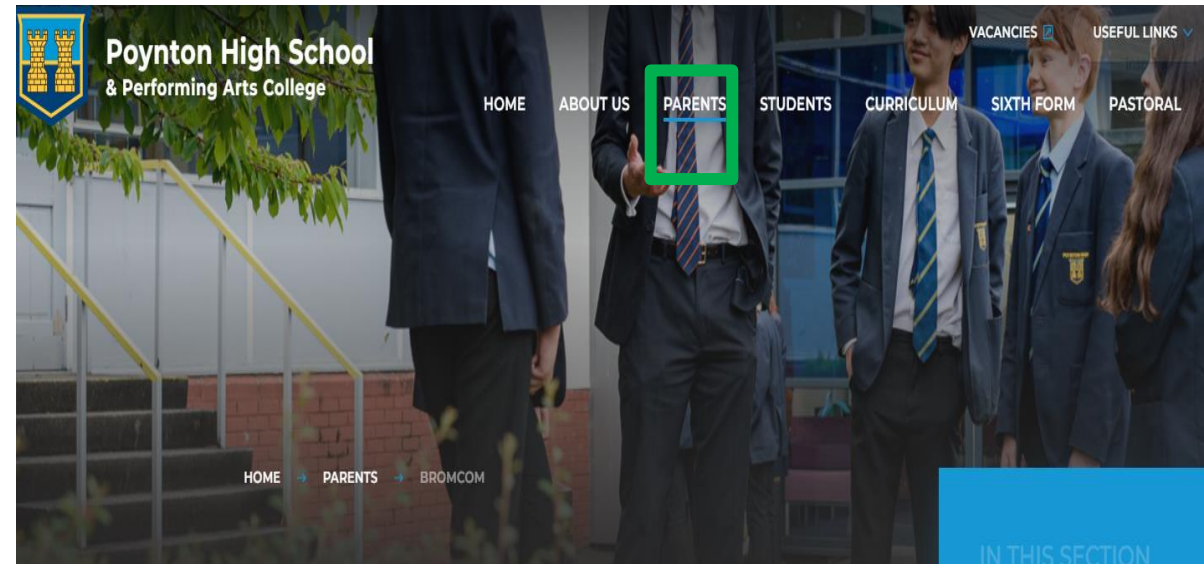 VACANCIES USEFUL LINKS
Poynton High School
& Performing Arts College
HOME ABOUT US PARENTS STUDENTS CURRICULUM SIXTH FORM PASTORAL
HOME → PARENTS → BROMCOM
IN THIS SECTION